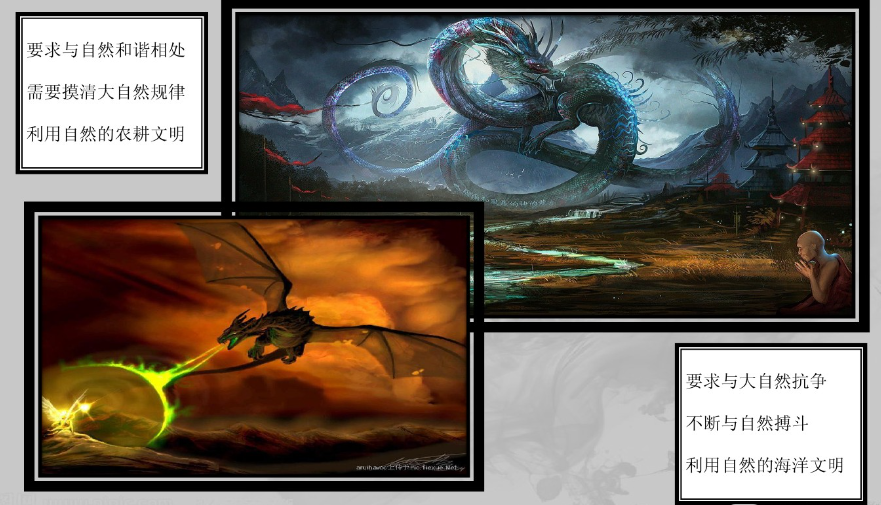 要求与自然和谐相处
需要摸清大自然规律
利用自然的农耕文明
要求与大自然抗争
不断与自然搏斗
利用自然的海洋文明